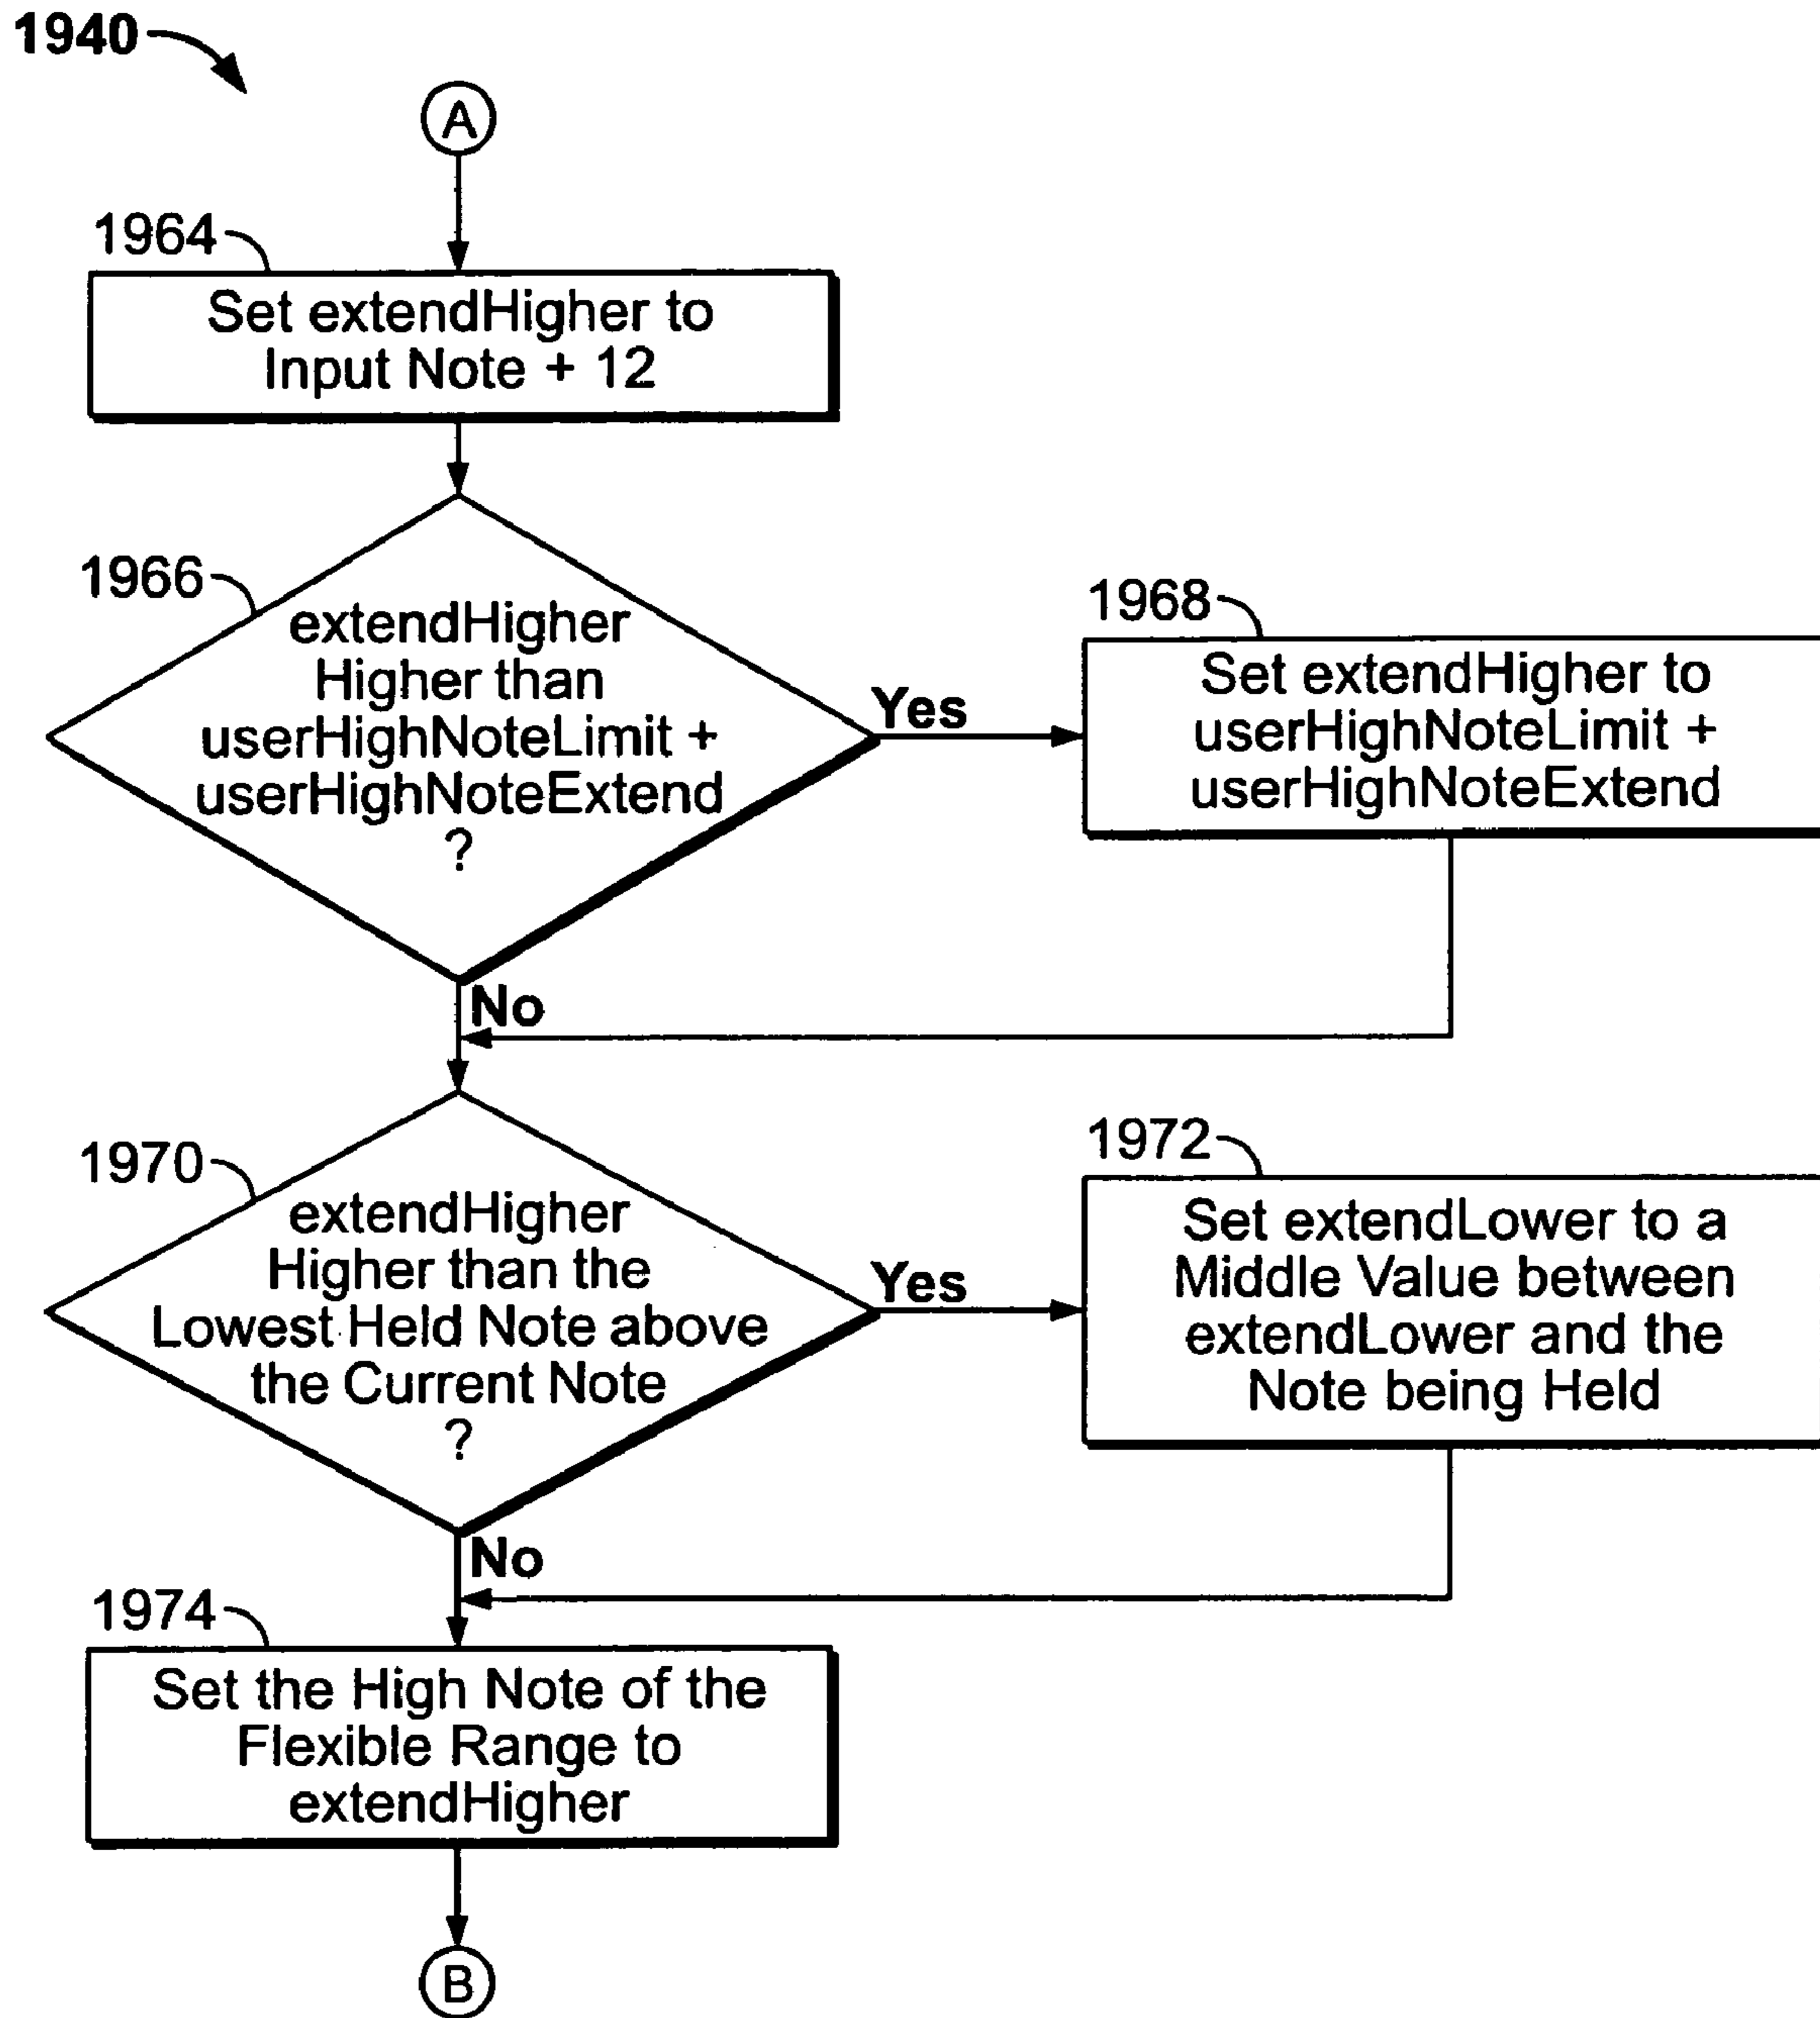 1940
A
1964
Set extendHigher to
Input Note + 12
1966
extendHigher
Higher than
userHighNoteLimit +
userHighNoteExtend
?
Yes
1968
Set extendHigher to
userHighNoteLimit +
userHighNoteExtend
No
1970
extendHigher
Higher than the
Lowest Held Note above
the Current Note
?
Yes
1972
Set extendLower to a
Middle Value between
extendLower and the
Note being Held
No
1974
Set the High Note of the
Flexible Range to
extendHigher
B